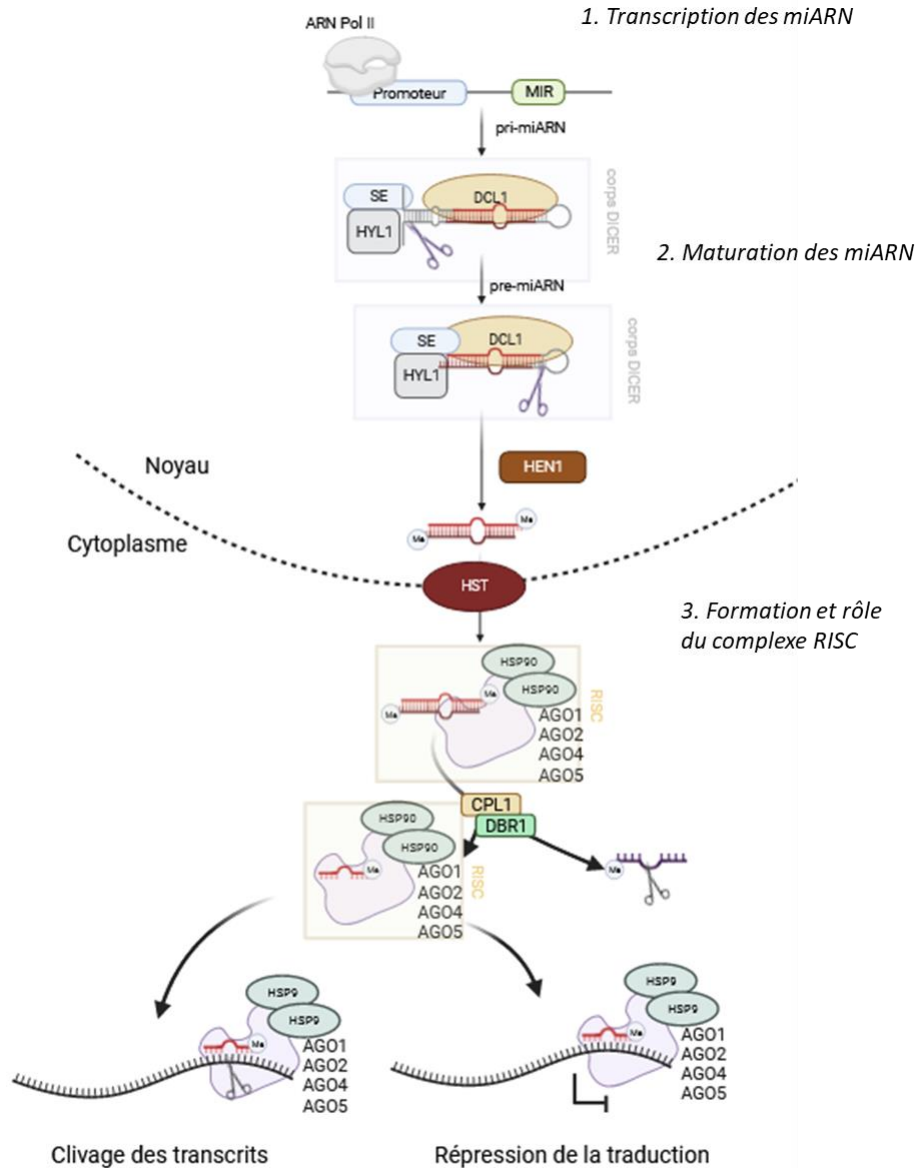 1. Transcription des miARN
ARN Pol II
Promoteur
MIR
pri-miARN
SE
DCL1
HYL1
corps DICER
2. Maturation des miARN
pre-miARN
SE
DCL1
HYL1
corps DICER
Noyau
HEN1
Me
Me
Cytoplasme
HST
3. Formation et rôle
du complexe RISC
HSP90
HSP90
Me
Me
RISC
AGO1
AGO2
AGO4
AGO5
CPL1
DBR1
HSP90
HSP90
Me
RISC
AGO1
AGO2
AGO4
AGO5
Me
HSP9
HSP9
Me
AGO1
AGO2
AGO4
AGO5
HSP9
HSP9
Me
AGO1
AGO2
AGO4
AGO5
Clivage des transcrits
Répression de la traduction